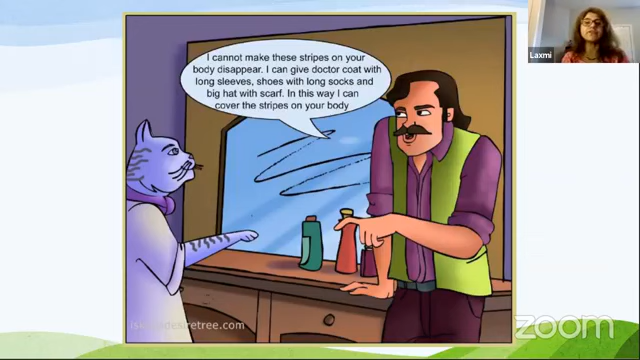 I cannot make these stripes on your
body disappear. I can give doctor coat with
long sleeves, shoes with long socks and
big hat with scarf. In this way I can
cover the stripes on your body
Laxmi
zoom